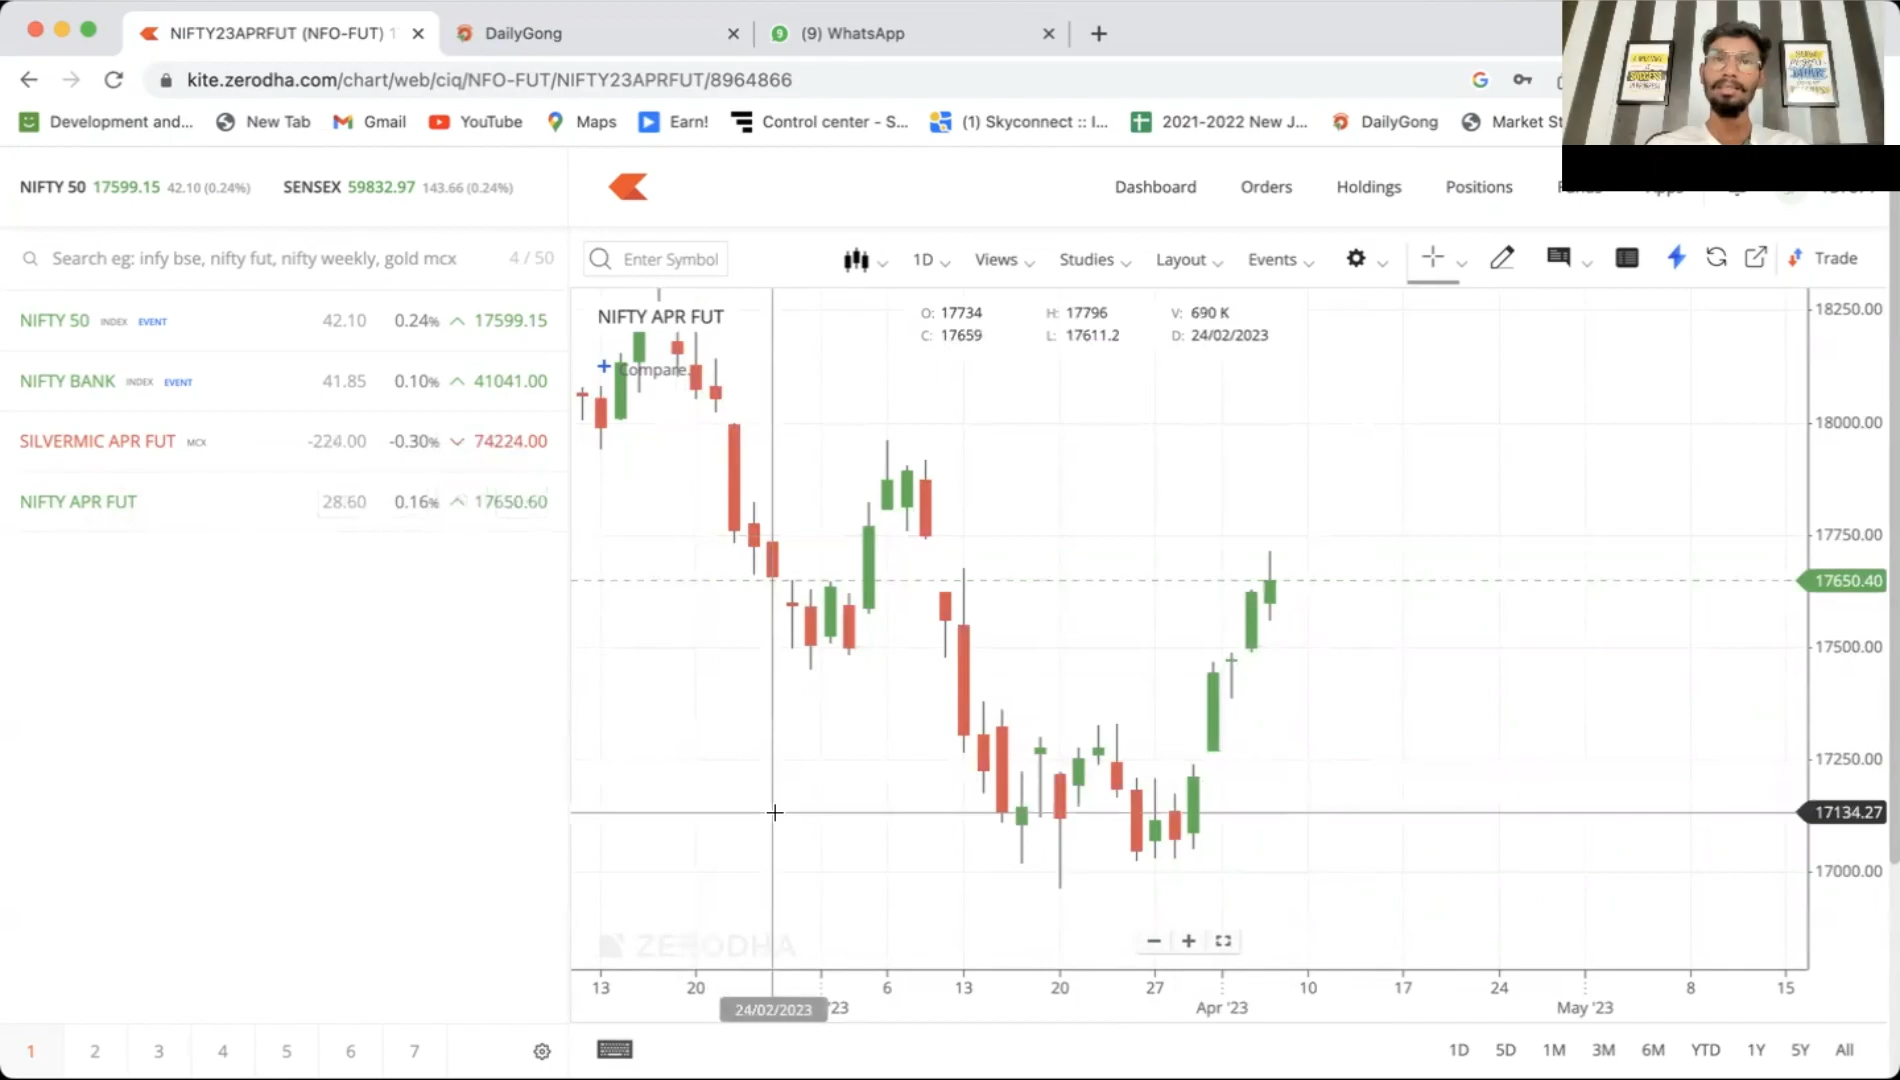 NIFTY23APRFUT (NFO-FUT) 1
DailyGong
9
(9) WhatsApp
kite.zerodha.com/chart/web/ciq/NFO-FUT/NIFTY23APRFUT/8964866
Development and...
New Tab
Gmail
YouTube
Maps
Earn!
Control center - S...
(1) Skyconnect :: I...
2021-2022 New J...
DailyGong
Market St
NIFTY 50 17599.15 42.10 (0.24%)
SENSEX 59832.97 143.66 (0.24%)
Dashboard
Orders
Holdings
Positions
Search eg: infy bse, nifty fut, nifty weekly, gold mcx
4 / 50
Enter Symbol
1D
Views
Studies
Layout
Events
Trade
NIFTY 50 INDEX EVENT 42.10 0.24% 17599.15
NIFTY BANK INDEX EVENT 41.85 0.10% 41041.00
SILVERMIC APR FUT MCX -224.00 -0.30% 74224.00
NIFTY APR FUT 28.60 0.16% 17650.60
NIFTY APR FUT
O: 17734 H: 17796 V: 690 K
C: 17659 L: 17611.2 D: 24/02/2023
+ Compare..
18250.00
18000.00
17750.00
17650.40
17500.00
17250.00
17134.27
17000.00
ZERODHA
13 20 6 13 20 27 10 17 24 8 15
24/02/2023 '23 Apr '23 May '23
1 2 3 4 5 6 7
1D 5D 1M 3M 6M YTD 1Y 5Y All